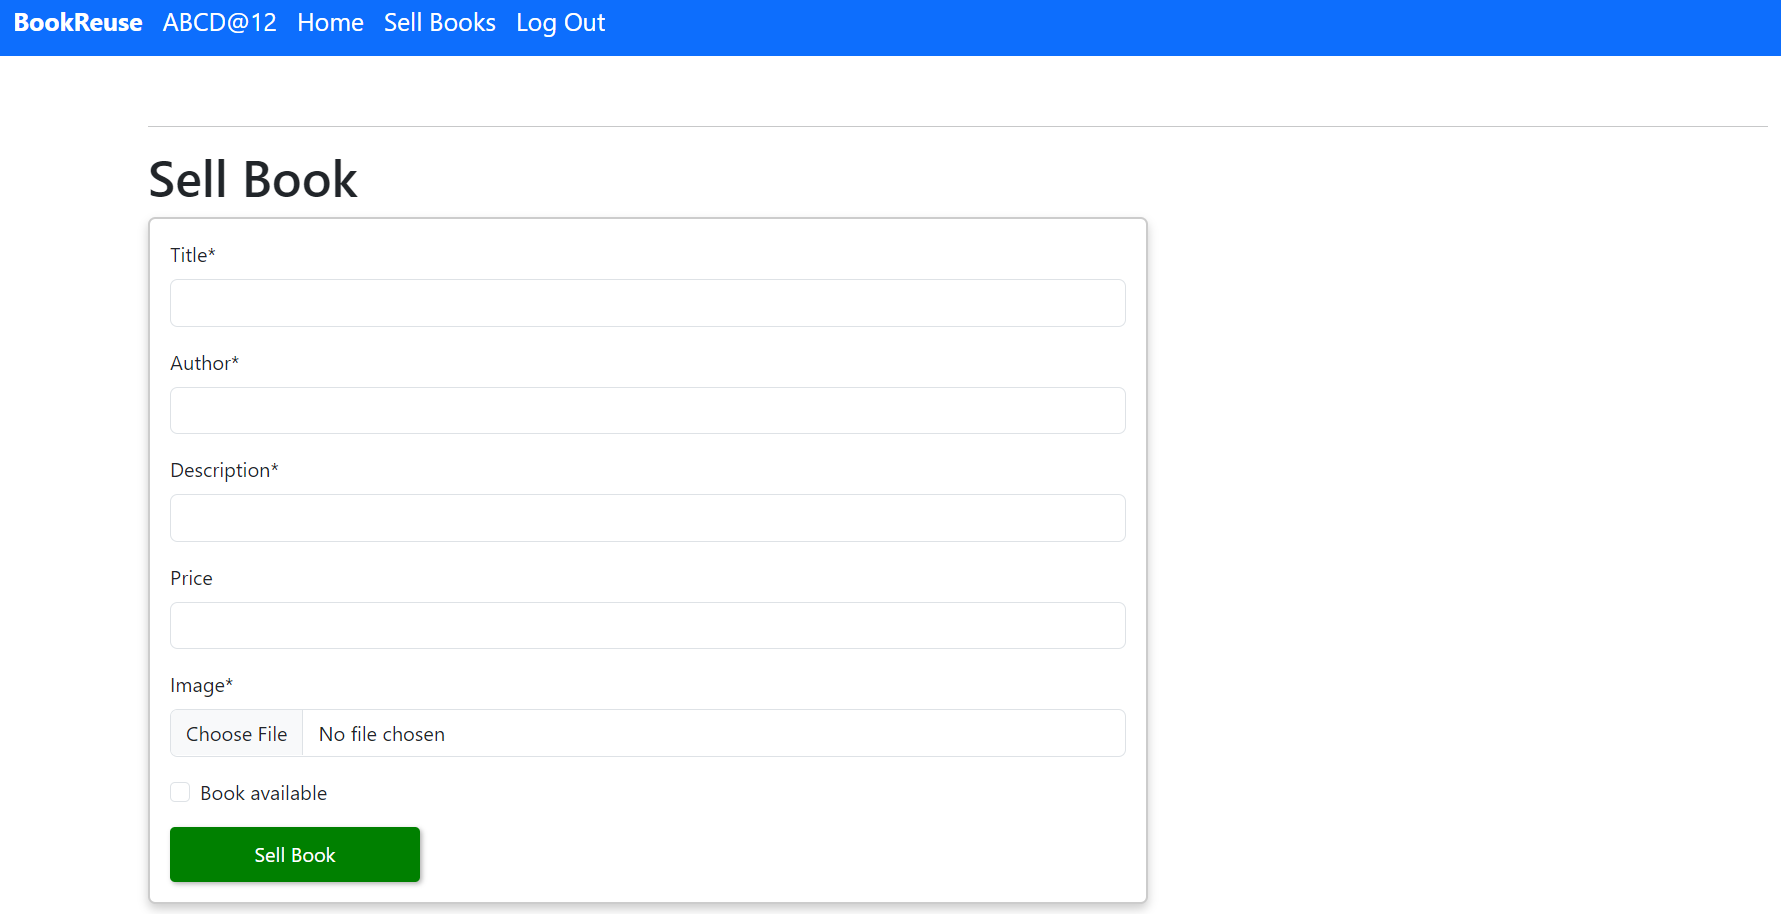 BookReuse ABCD@12 Home Sell Books Log Out
Sell Book
Title*
Author*
Description*
Price
Image*
Choose File No file chosen
Book available
Sell Book